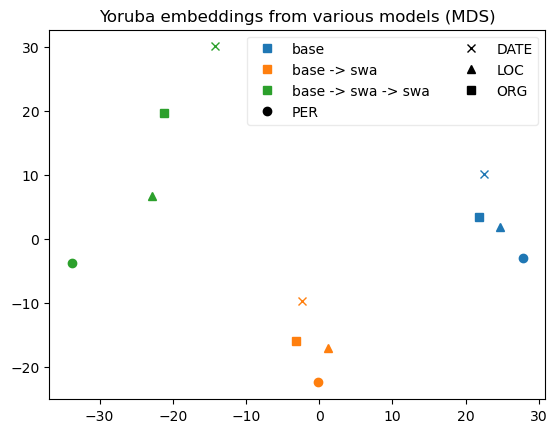 Yoruba embeddings from various models (MDS)
base
base -> swa
base -> swa -> swa
PER
DATE
LOC
ORG
30
20
10
0
−10
−20
−30
−20
−10
0
10
20
30